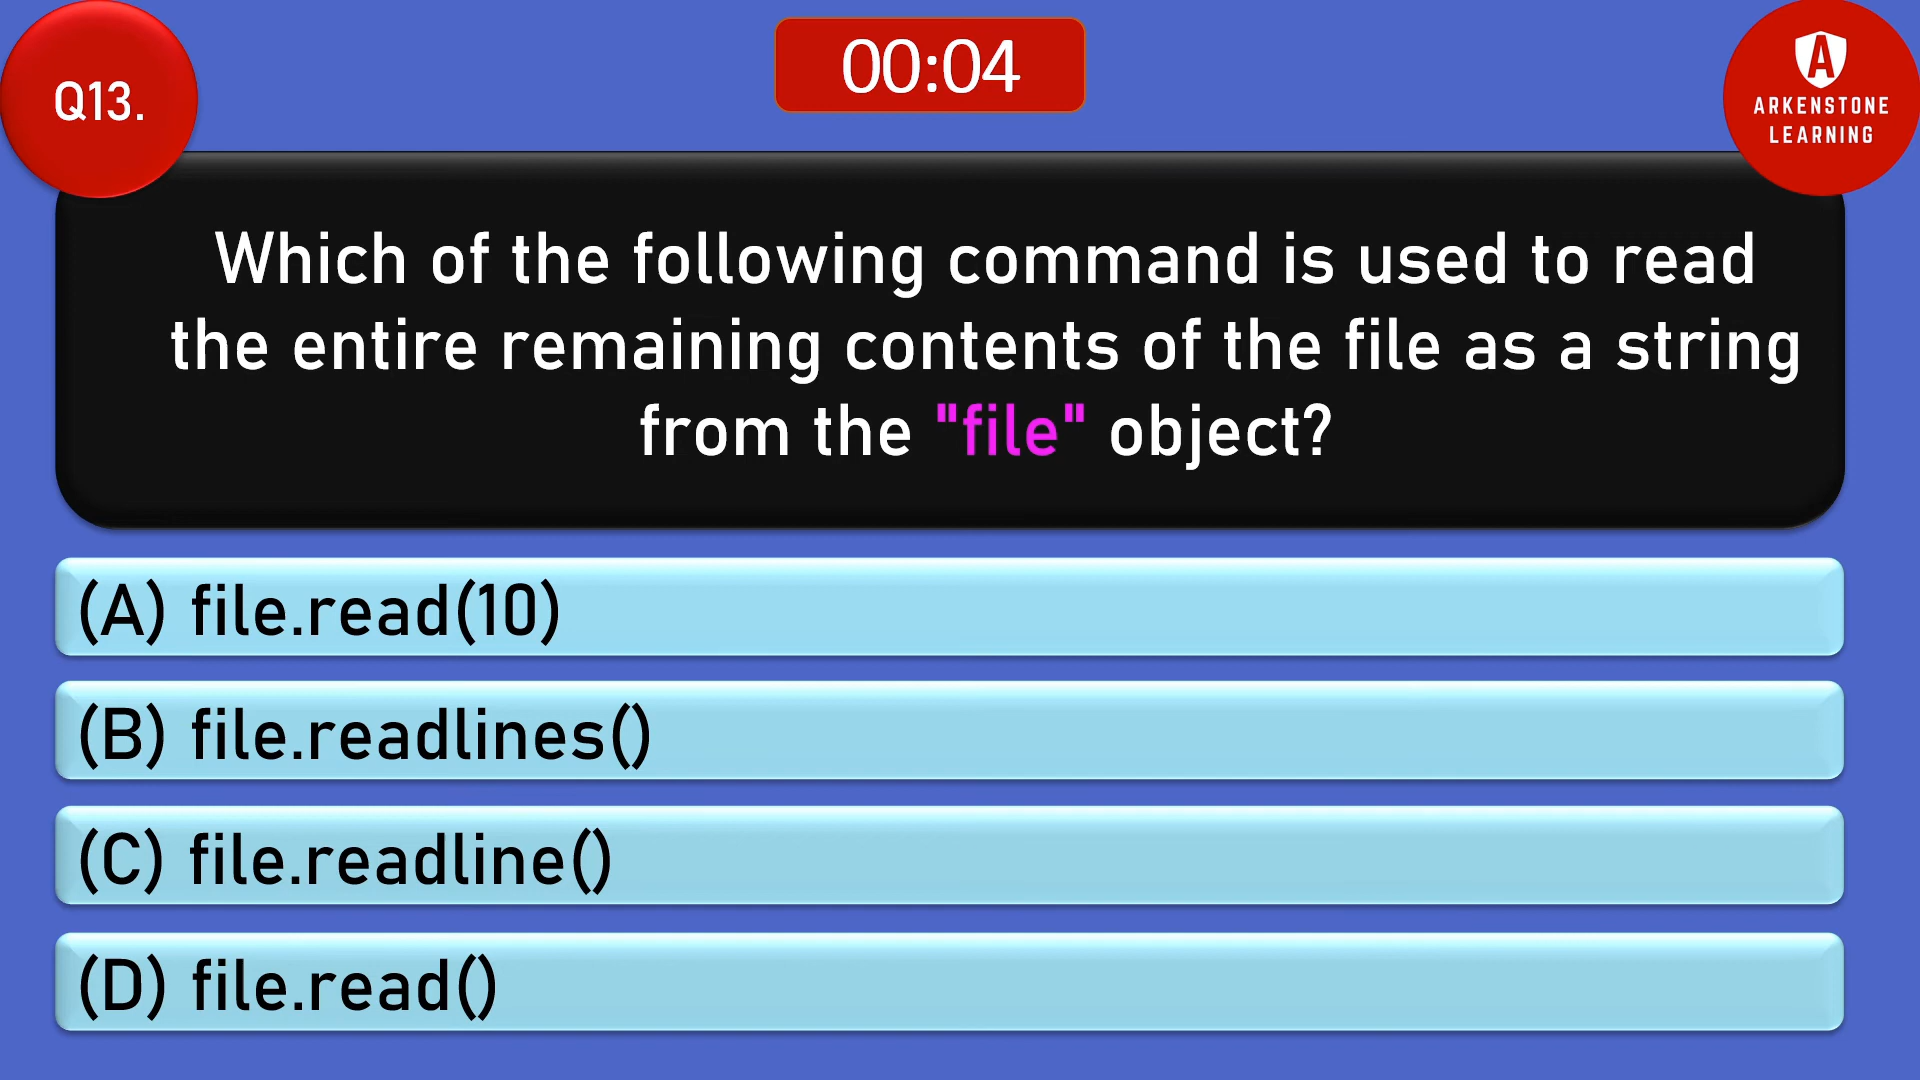 Q13.
00:04
A
ARKENSTONE
LEARNING
Which of the following command is used to read
the entire remaining contents of the file as a string
from the "file" object?
(A) file.read(10)
(B) file.readlines()
(C) file.readline()
(D) file.read()